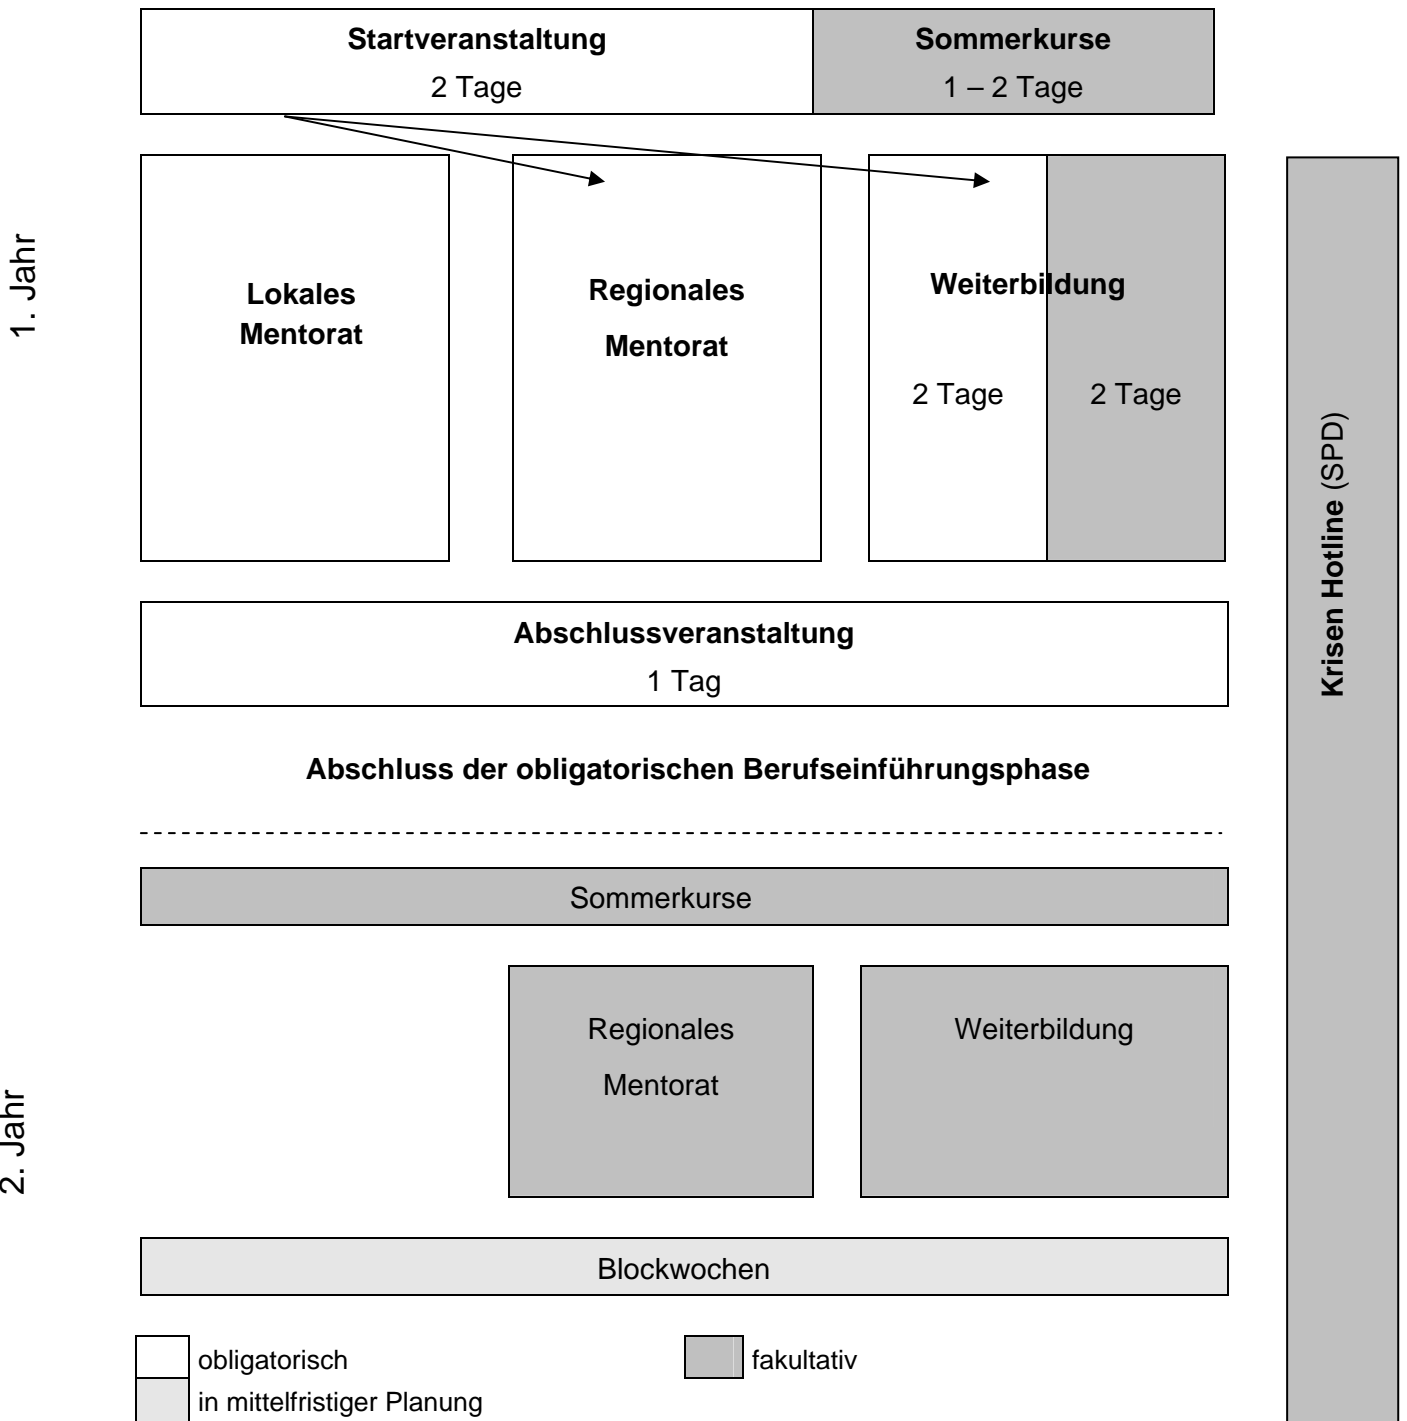 Startveranstaltung
2 Tage
Sommerkurse
1 – 2 Tage
1. Jahr
Lokales
Mentorat
Regionales
Mentorat
Weiterbildung
2 Tage
2 Tage
Krisen Hotline (SPD)
Abschlussveranstaltung
1 Tag
Abschluss der obligatorischen Berufseinführungsphase
Sommerkurse
2. Jahr
Regionales
Mentorat
Weiterbildung
Blockwochen
obligatorisch
fakultativ
in mittelfristiger Planung